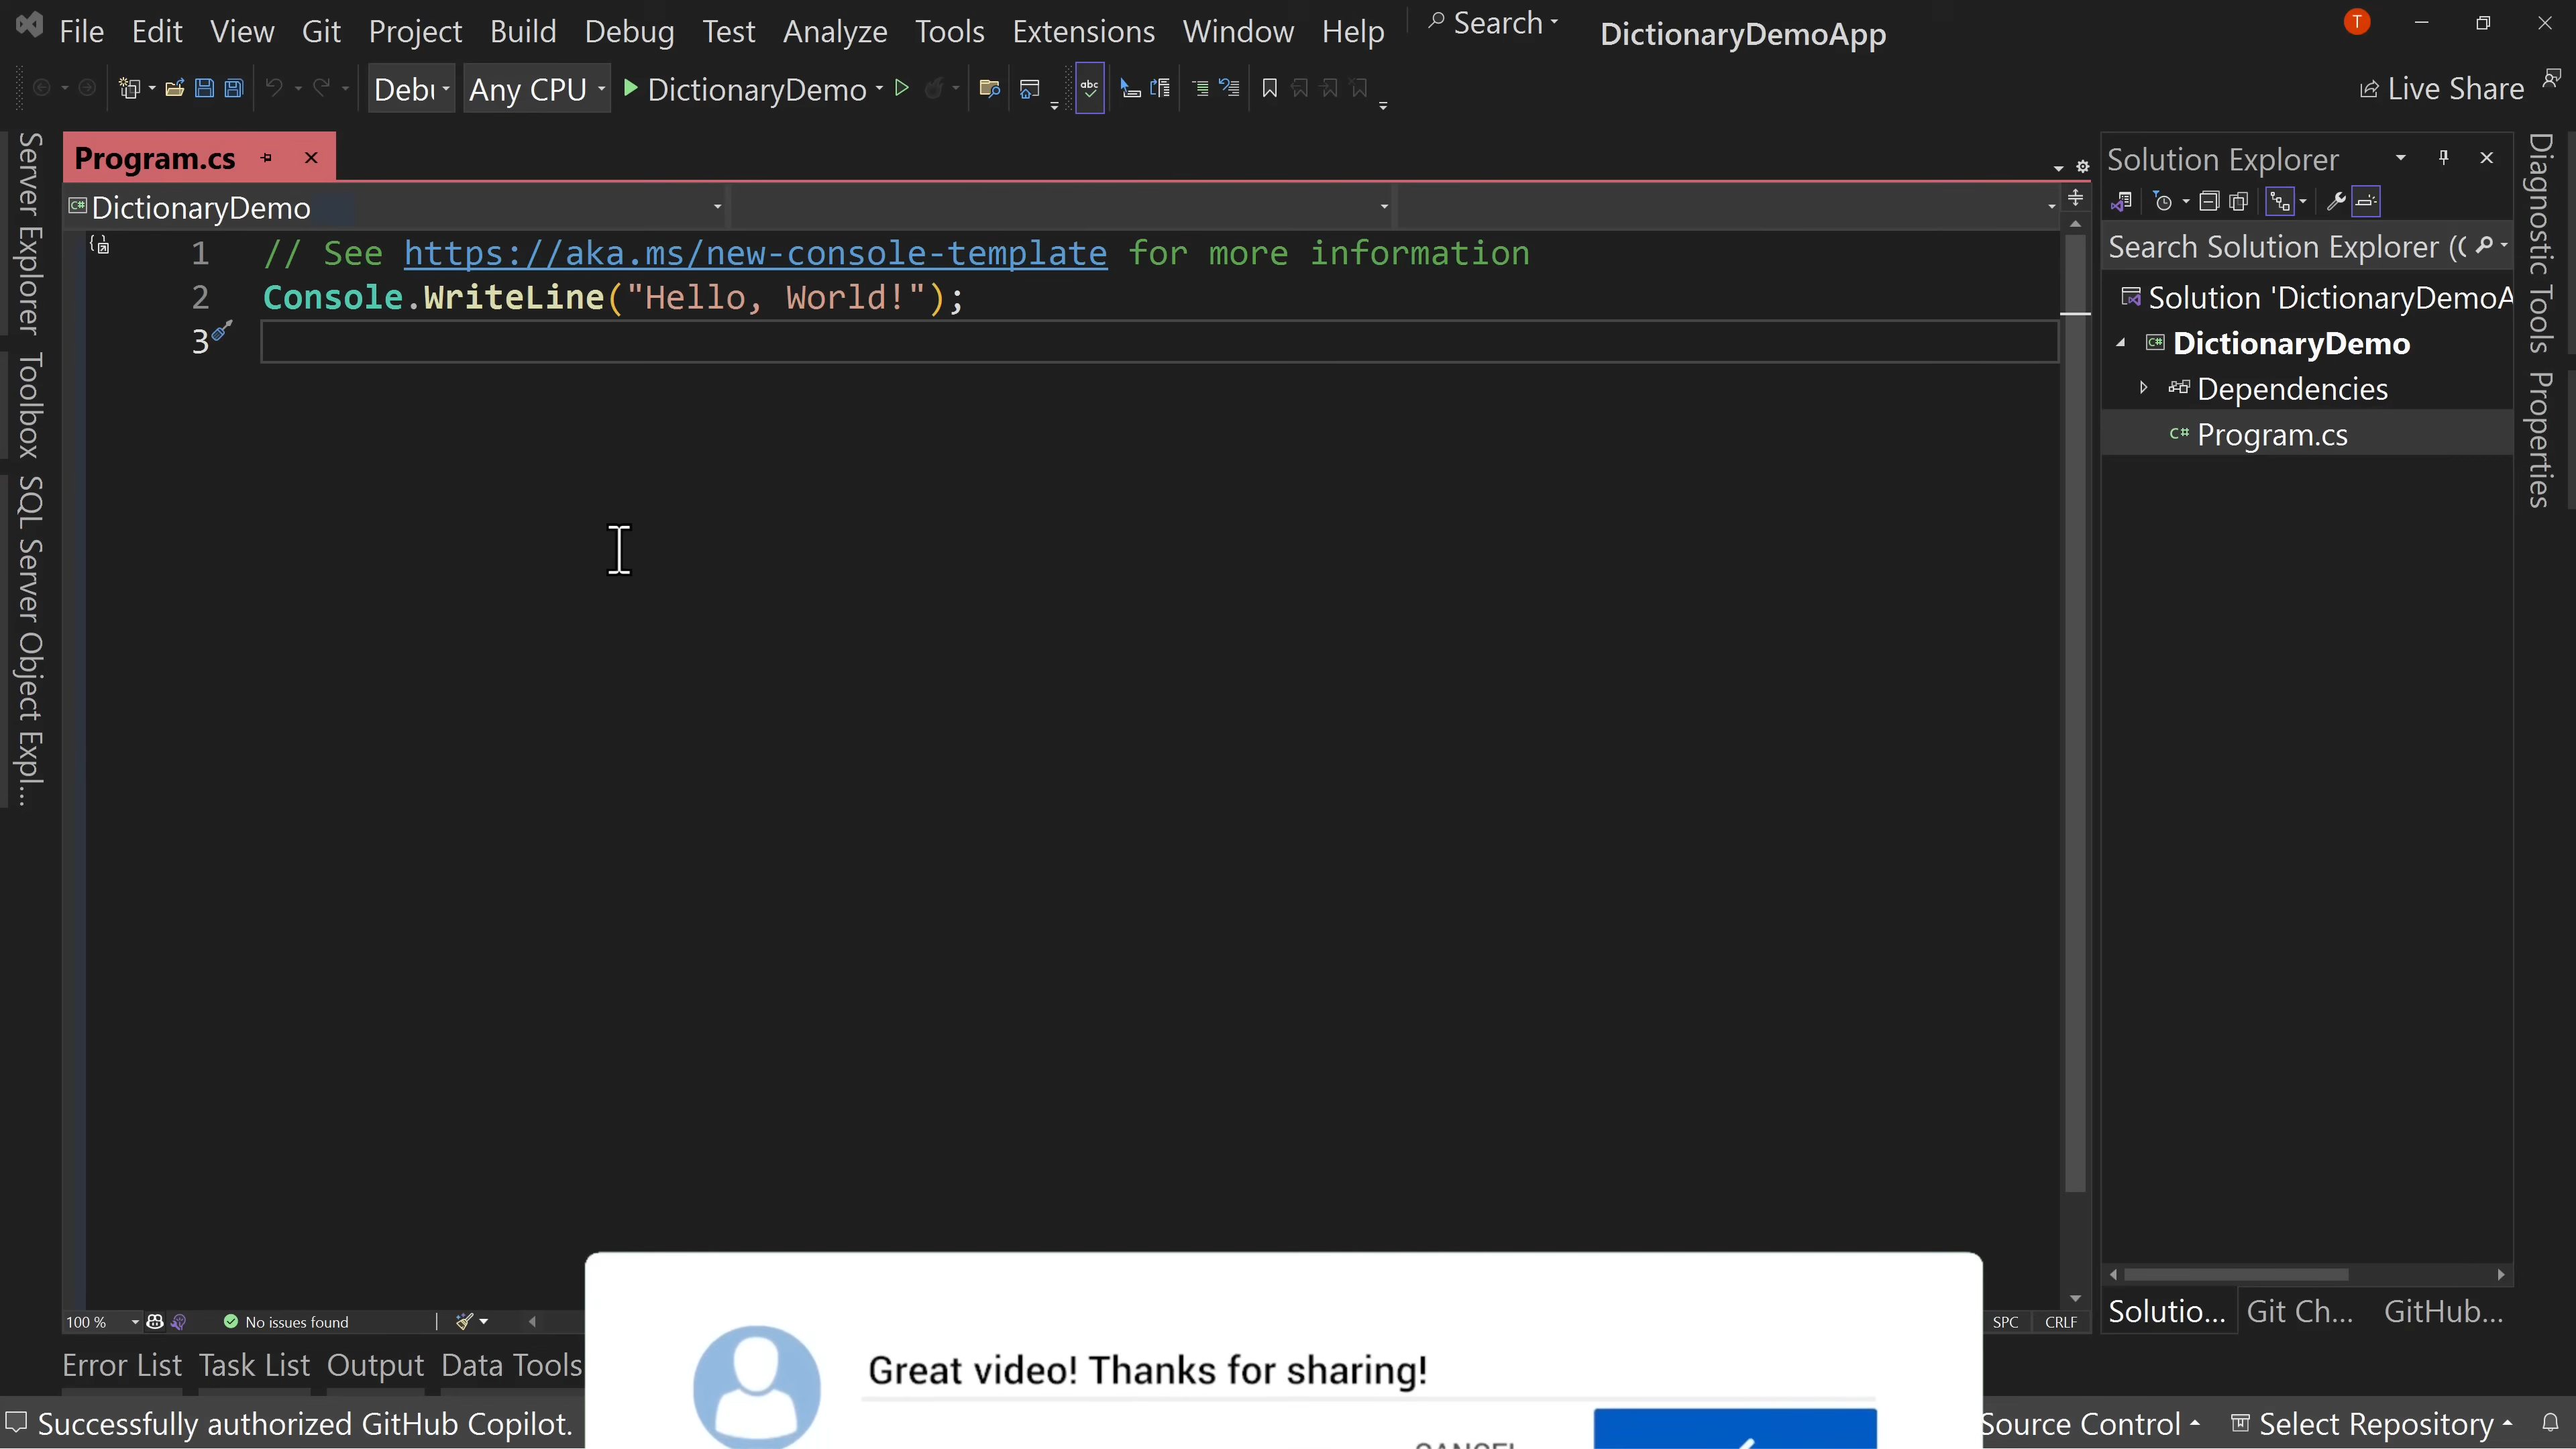 File Edit View Git Project Build Debug Test Analyze Tools Extensions Window Help Search DictionaryDemoApp T
Any CPU DictionaryDemo abc Live Share
Server Explorer
Toolbox
SQL Server Object Expl...
Program.cs
C# DictionaryDemo
1 // See https://aka.ms/new-console-template for more information
2 Console.WriteLine("Hello, World!");
3
Solution Explorer
Search Solution Explorer (
Solution 'DictionaryDemoA
C# DictionaryDemo
Dependencies
C# Program.cs
Diagnostic Tools
Properties
100 % No issues found SPC CRLF
Solutio... Git Ch... GitHub...
Error List Task List Output Data Tools
Great video! Thanks for sharing!
CANCEL
Successfully authorized GitHub Copilot. Source Control Select Repository